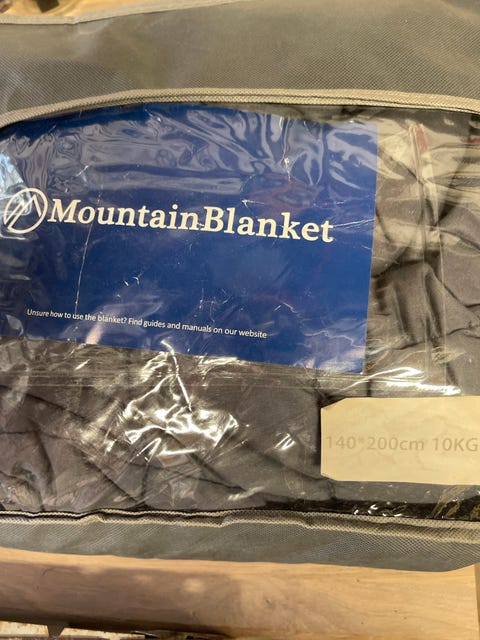 MountainBlanket
Unsure how to use the blanket? Find guides and manuals on our website
140*200cm 10KG